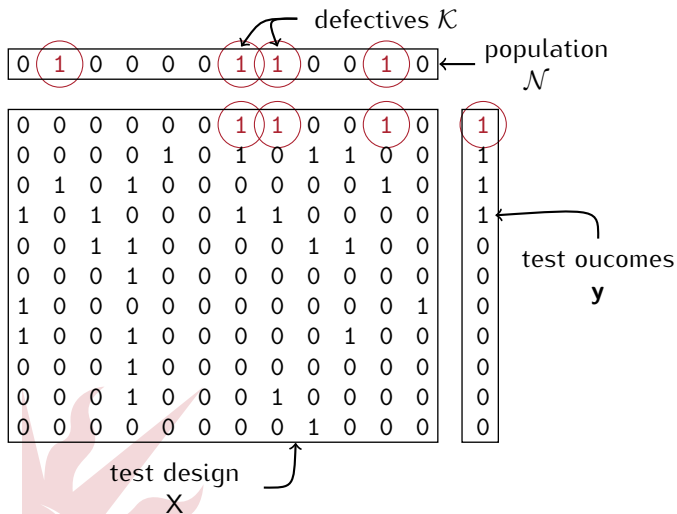 defectives K
0 1 0 0 0 0 1 1 0 0 1 0
population
N
0 0 0 0 0 0 1 1 0 0 1 0 1
0 0 0 0 1 0 1 0 1 1 0 0 1
0 1 0 1 0 0 0 0 0 0 1 0 1
1 0 1 0 0 0 1 1 0 0 0 0 1
0 0 1 1 0 0 0 0 1 1 0 0 0
0 0 0 1 0 0 0 0 0 0 0 0 0
1 0 0 0 0 0 0 0 0 0 0 1 0
1 0 0 1 0 0 0 0 0 1 0 0 0
0 0 0 1 0 0 0 0 0 0 0 0 0
0 0 0 1 0 0 0 1 0 0 0 0 0
0 0 0 0 0 0 0 0 1 0 0 0 0
test oucomes
y
test design
X